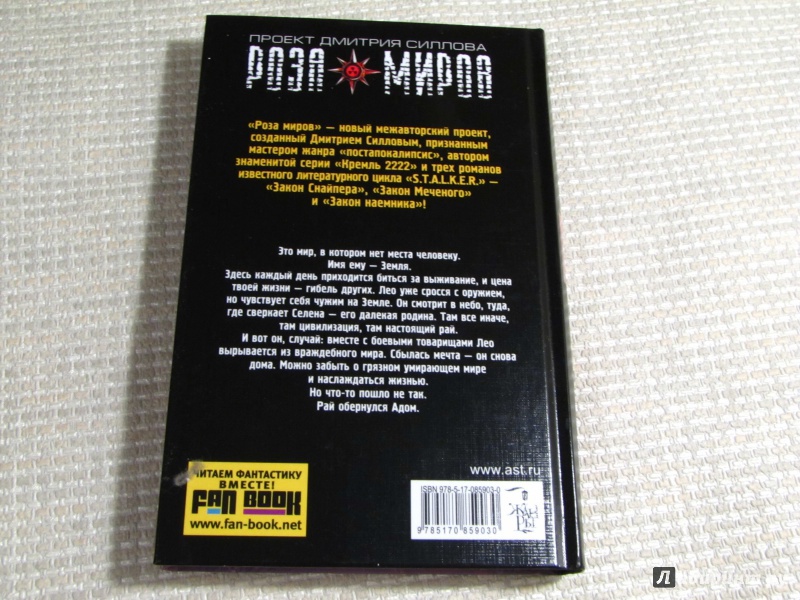 ПРОЕКТ ДМИТРИЯ СИЛЛОВА
РОЗА МИРОВ
«Роза миров» — новый межавторский проект,
созданный Дмитрием Силловым, признанным
мастером жанра «постапокалипсис», автором
знаменитой серии «Кремль 2222» и трех романов
известного литературного цикла «S.T.A.L.K.E.R.» —
«Закон Снайпера», «Закон Меченого»
и «Закон наемника»!
Это мир, в котором нет места человеку.
Имя ему — Земля.
Здесь каждый день приходится биться за выживание, и цена
твоей жизни — гибель других. Лео уже сросся с оружием,
но чувствует себя чужим на Земле. Он смотрит в небо, туда,
где сверкает Селена — его далекая родина. Там все иначе,
там цивилизация, там настоящий рай.
И вот он, случай: вместе с боевыми товарищами Лео
вырывается из враждебного мира. Сбылась мечта — он снова
дома. Можно забыть о грязном умирающем мире
и наслаждаться жизнью.
Но что-то пошло не так.
Рай обернулся Адом.
ЧИТАЕМ ФАНТАСТИКУ
ВМЕСТЕ!
FAN BOOK
www.fan-book.net
www.ast.ru
ISBN 978-5-17-085903-0
9 785170 859030
Лабиринт.ру